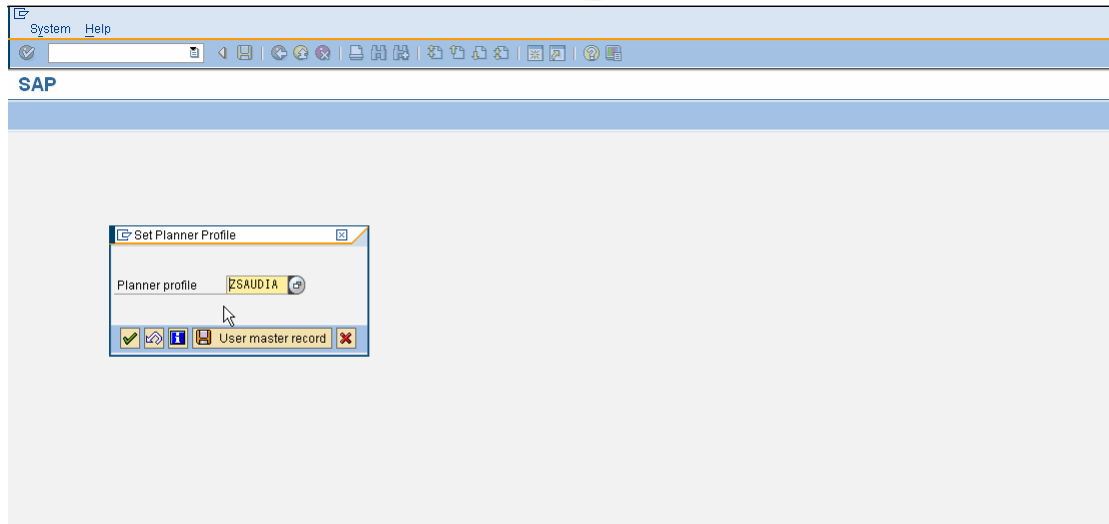 System Help
SAP
Set Planner Profile
Planner profile ZSAUDIA
User master record